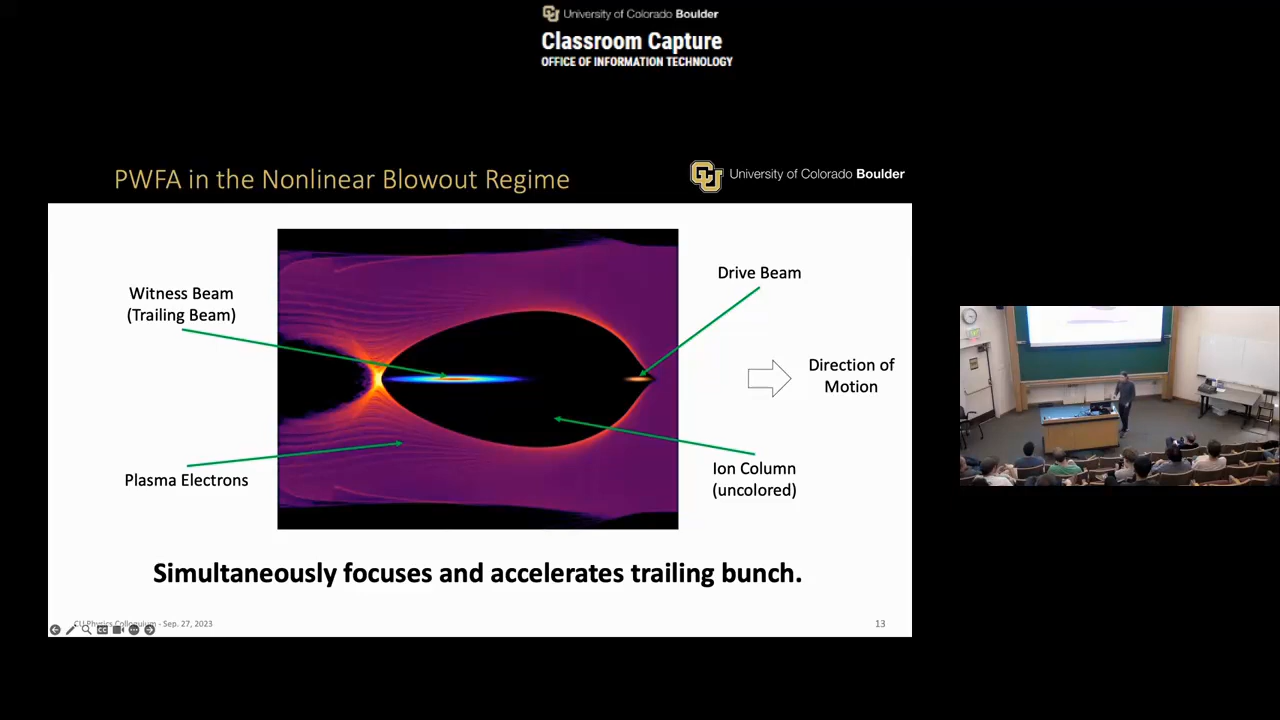 University of Colorado Boulder
Classroom Capture
OFFICE OF INFORMATION TECHNOLOGY
PWFA in the Nonlinear Blowout Regime
University of Colorado Boulder
Witness Beam
(Trailing Beam)
Drive Beam
Direction of
Motion
Plasma Electrons
Ion Column
(uncolored)
Simultaneously focuses and accelerates trailing bunch.
CU Physics Colloquium - Sep. 27, 2023
13